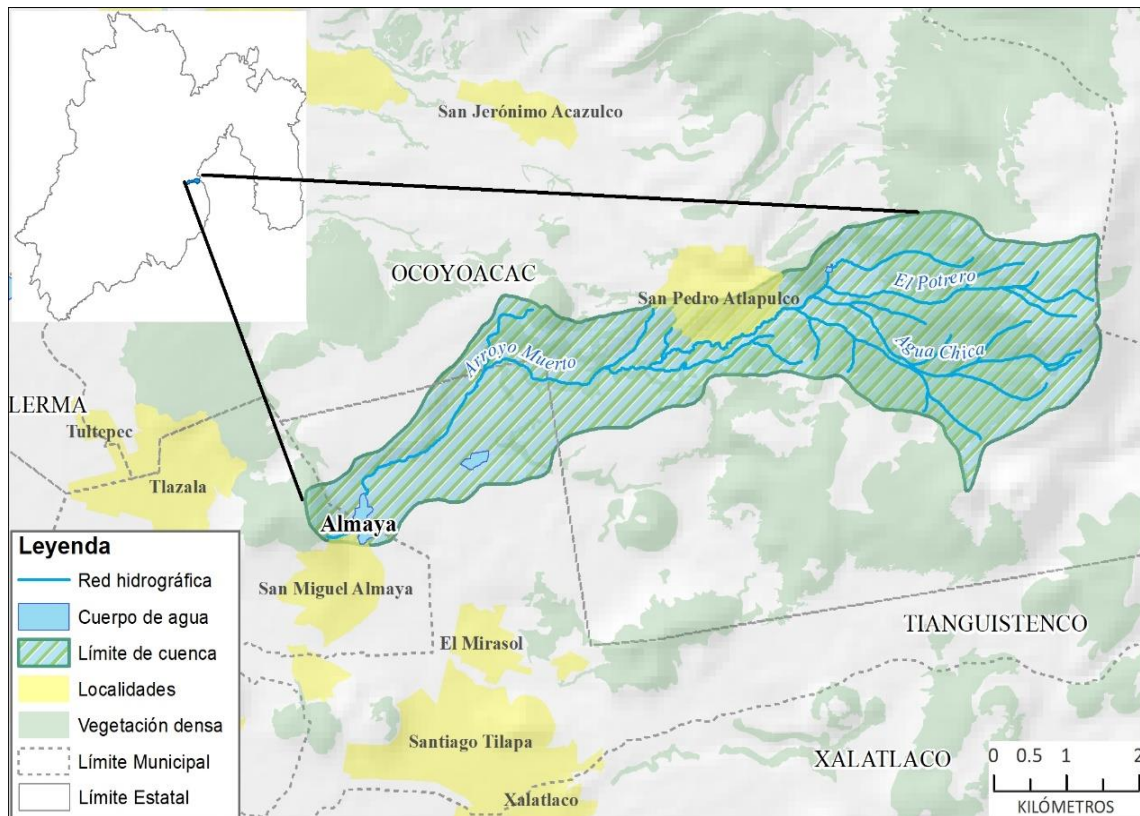 San Jerónimo Acazulco
OCOYOACAC
San Pedro Atlapulco
El Potrero
Agua Chica
Arroyo Muerto
LERMA
Tultepec
Tlazala
Almaya
San Miguel Almaya
El Mirasol
TIANGUISTENCO
Santiago Tilapa
XALATLACO
Xalatlaco
Leyenda
Red hidrográfica
Cuerpo de agua
Límite de cuenca
Localidades
Vegetación densa
Límite Municipal
Límite Estatal
0 0.5 1 2
KILÓMETROS